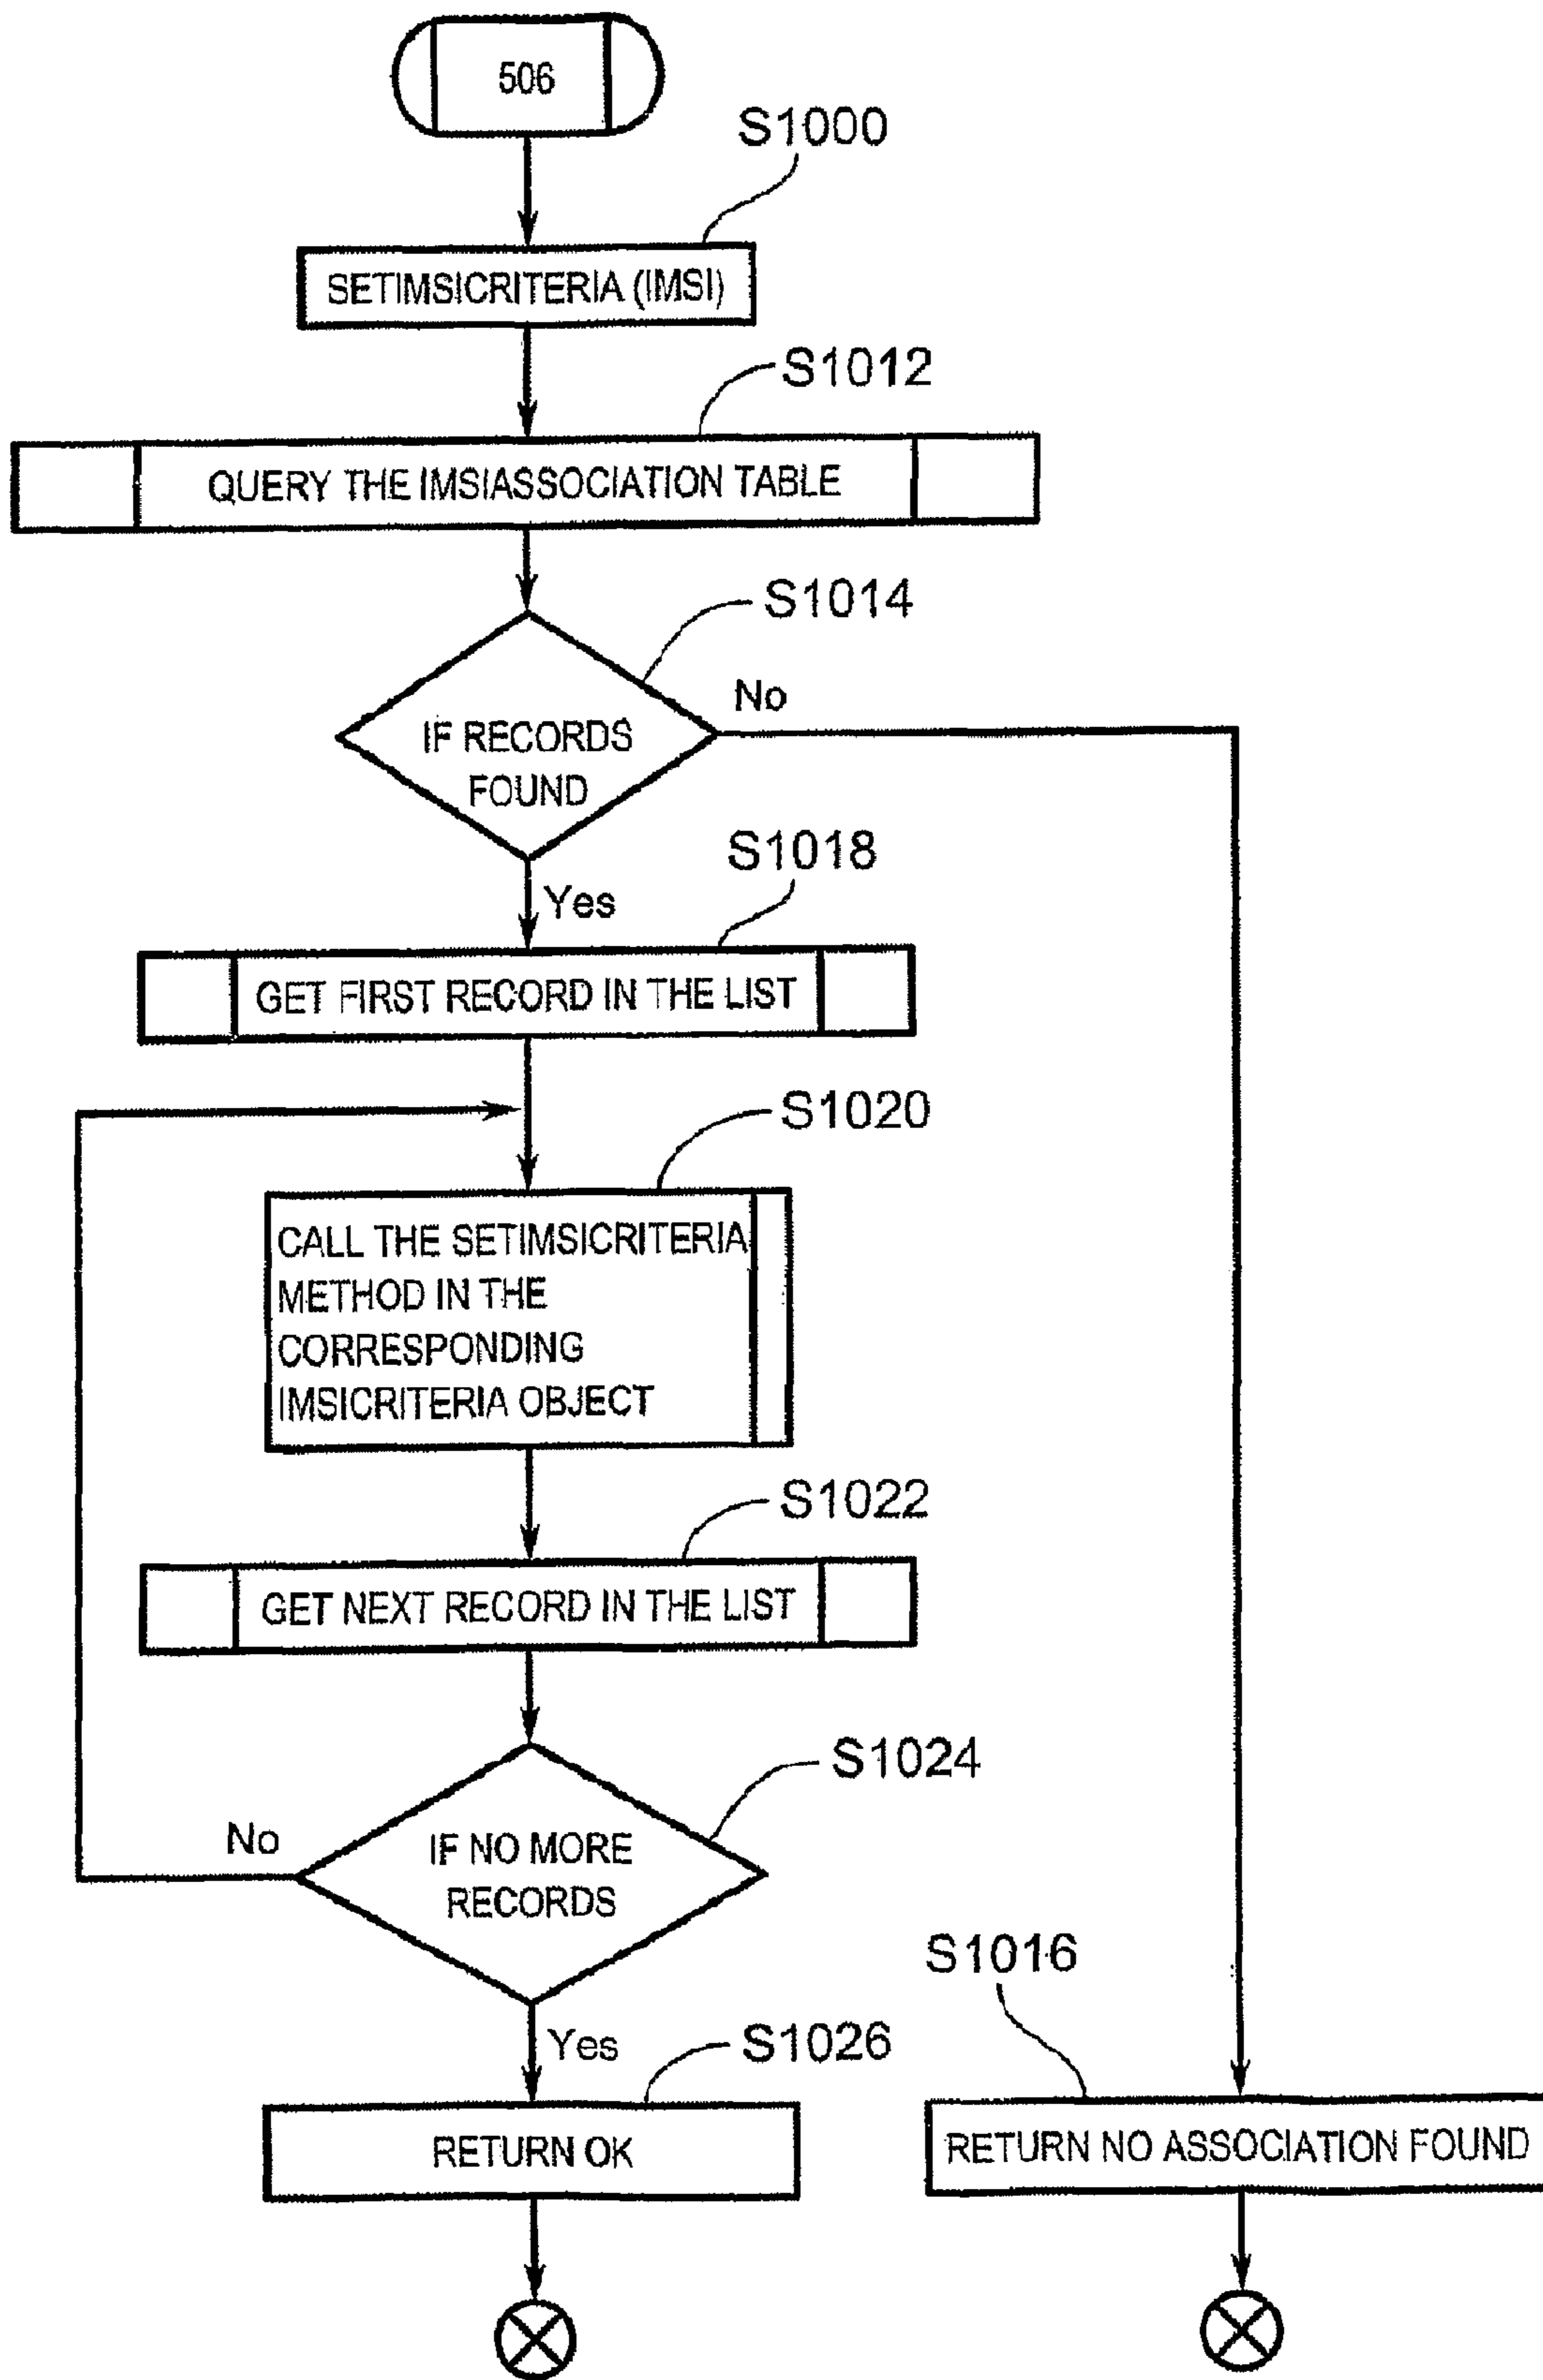 506
S1000
SETIMSICRITERIA (IMSI)
S1012
QUERY THE IMSIASSOCIATION TABLE
S1014
No
IF RECORDS
FOUND
S1018
Yes
GET FIRST RECORD IN THE LIST
S1020
CALL THE SETIMSICRITERIA
METHOD IN THE
CORRESPONDING
IMSICRITERIA OBJECT
S1022
GET NEXT RECORD IN THE LIST
S1024
No
IF NO MORE
RECORDS
S1016
Yes
S1026
RETURN OK
RETURN NO ASSOCIATION FOUND